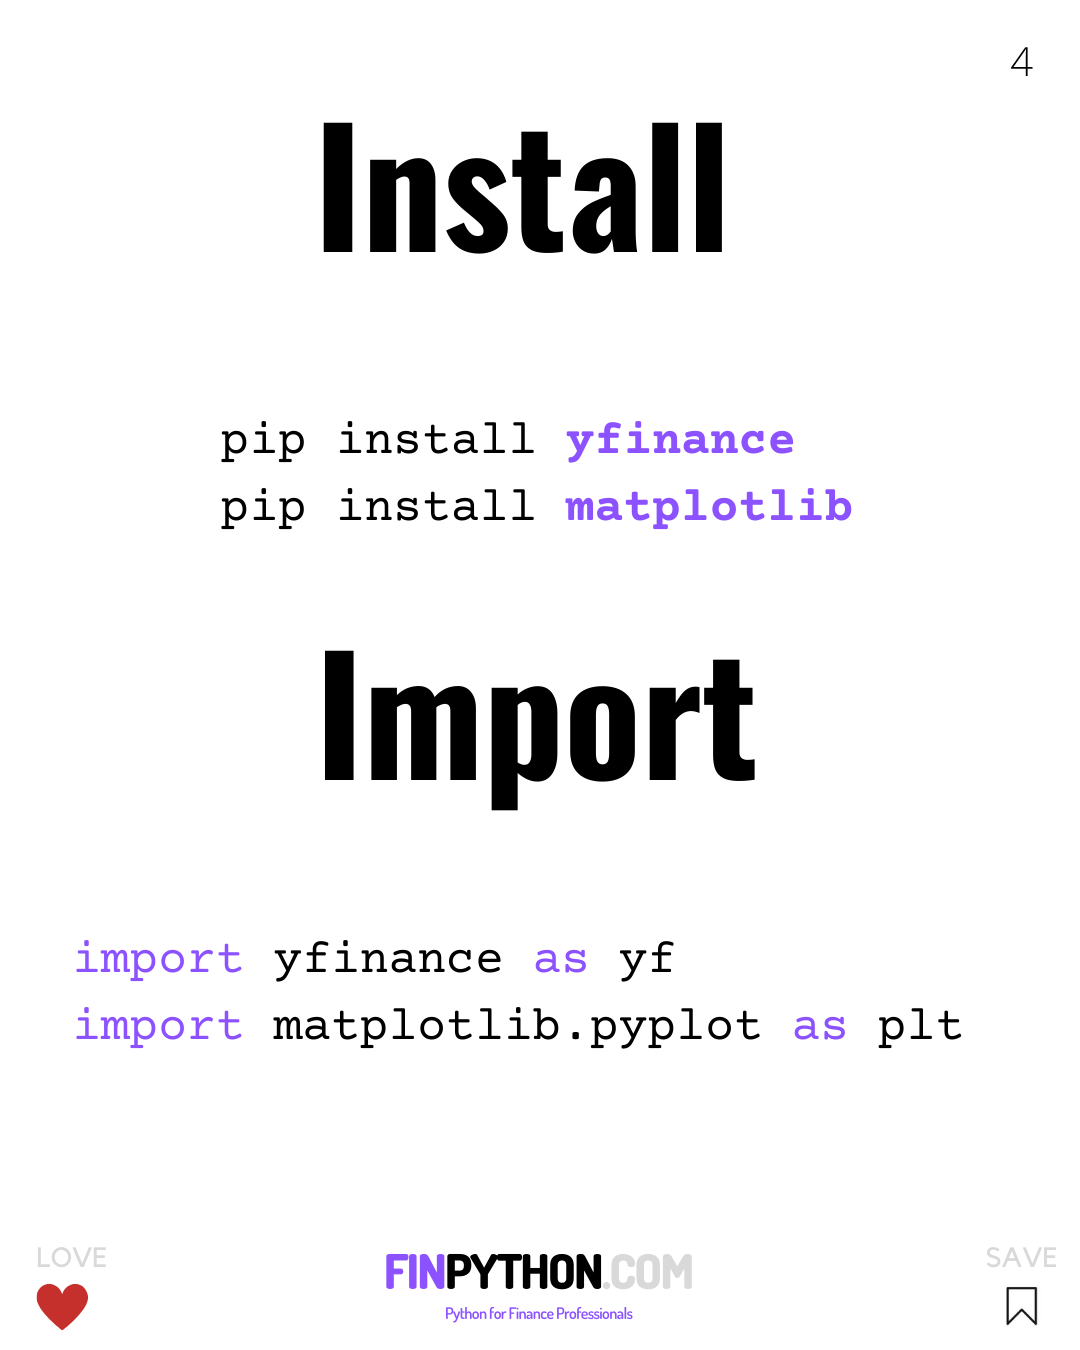 4
Install
pip install yfinance
pip install matplotlib
Import
import yfinance as yf
import matplotlib.pyplot as plt
LOVE
FINPYTHON.COM
Python for Finance Professionals
SAVE